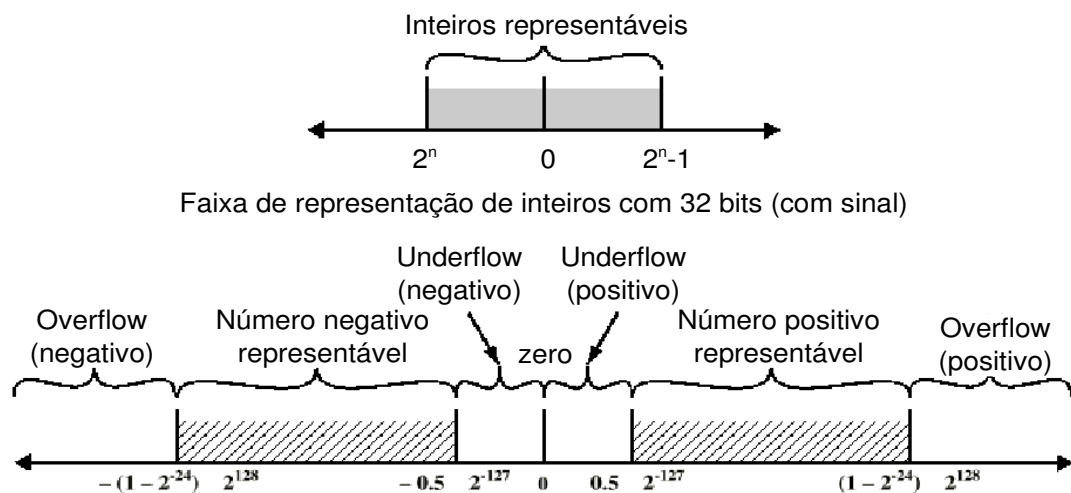 Inteiros representáveis
2ⁿ 0 2ⁿ-1
Faixa de representação de inteiros com 32 bits (com sinal)
Underflow (negativo)
Underflow (positivo)
Overflow (negativo)
Número negativo representável
zero
Número positivo representável
Overflow (positivo)
– (1 – 2⁻²⁴) 2¹²⁸ – 0.5 2⁻¹²⁷ 0 0.5 2⁻¹²⁷ (1 – 2⁻²⁴) 2¹²⁸